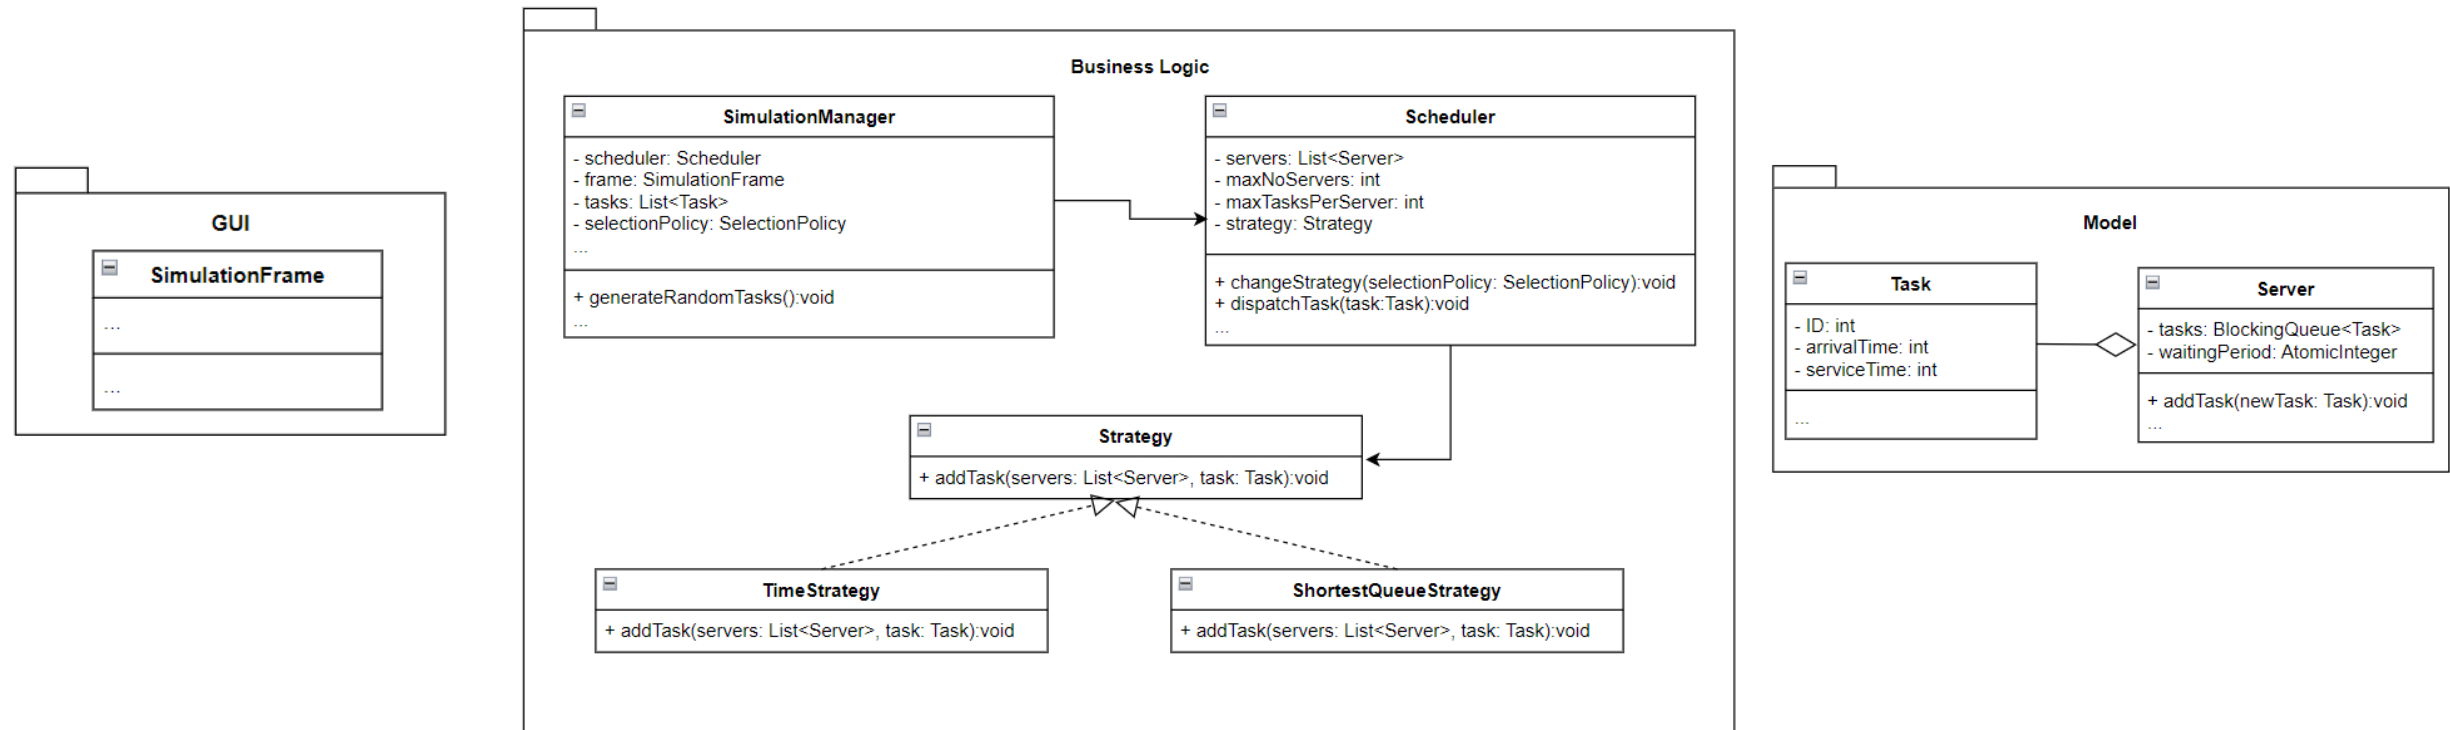 GUI
SimulationFrame
...
...
Business Logic
SimulationManager
- scheduler: Scheduler
- frame: SimulationFrame
- tasks: List<Task>
- selectionPolicy: SelectionPolicy
...
+ generateRandomTasks():void
...
Scheduler
- servers: List<Server>
- maxNoServers: int
- maxTasksPerServer: int
- strategy: Strategy
+ changeStrategy(selectionPolicy: SelectionPolicy):void
+ dispatchTask(task:Task):void
...
Strategy
+ addTask(servers: List<Server>, task: Task):void
TimeStrategy
+ addTask(servers: List<Server>, task: Task):void
ShortestQueueStrategy
+ addTask(servers: List<Server>, task: Task):void
Model
Task
- ID: int
- arrivalTime: int
- serviceTime: int
...
Server
- tasks: BlockingQueue<Task>
- waitingPeriod: AtomicInteger
+ addTask(newTask: Task):void
...